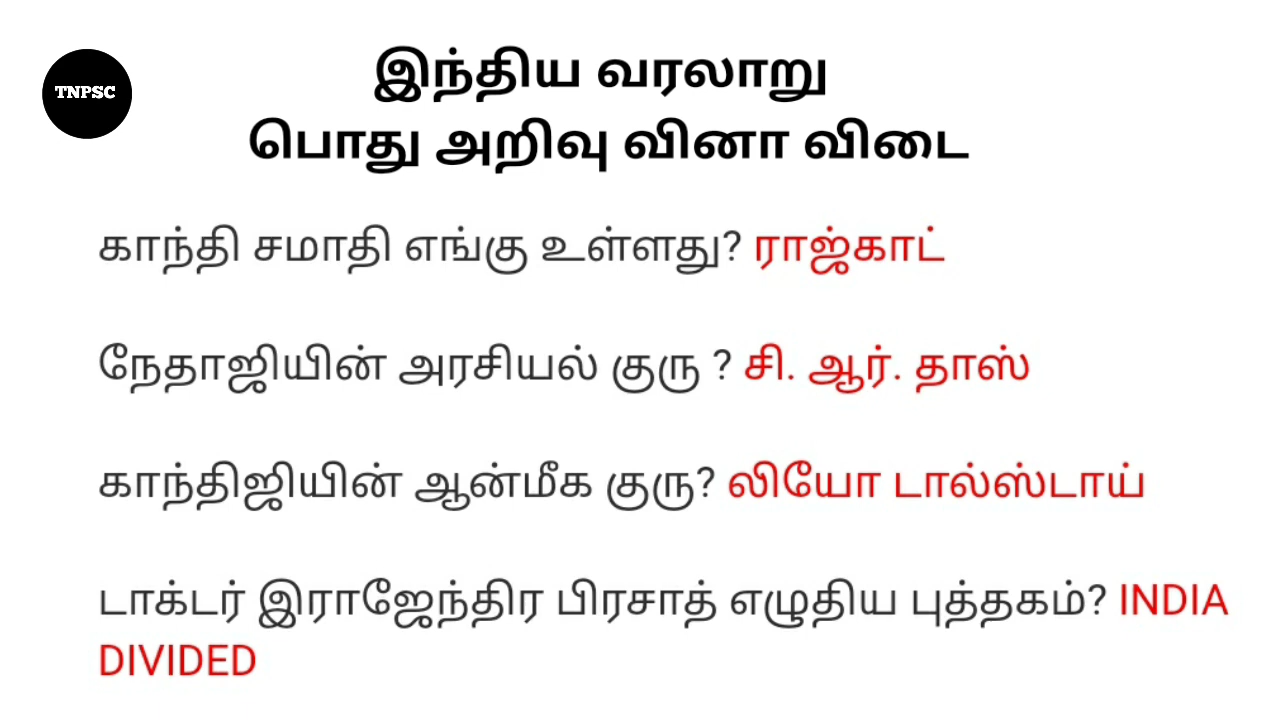 TNPSC
இந்திய வரலாறு
பொது அறிவு வினா விடை
காந்தி சமாதி எங்கு உள்ளது? ராஜ்காட்
நேதாஜியின் அரசியல் குரு ? சி. ஆர். தாஸ்
காந்திஜியின் ஆன்மீக குரு? லியோ டால்ஸ்டாய்
டாக்டர் இராஜேந்திர பிரசாத் எழுதிய புத்தகம்? INDIA
DIVIDED